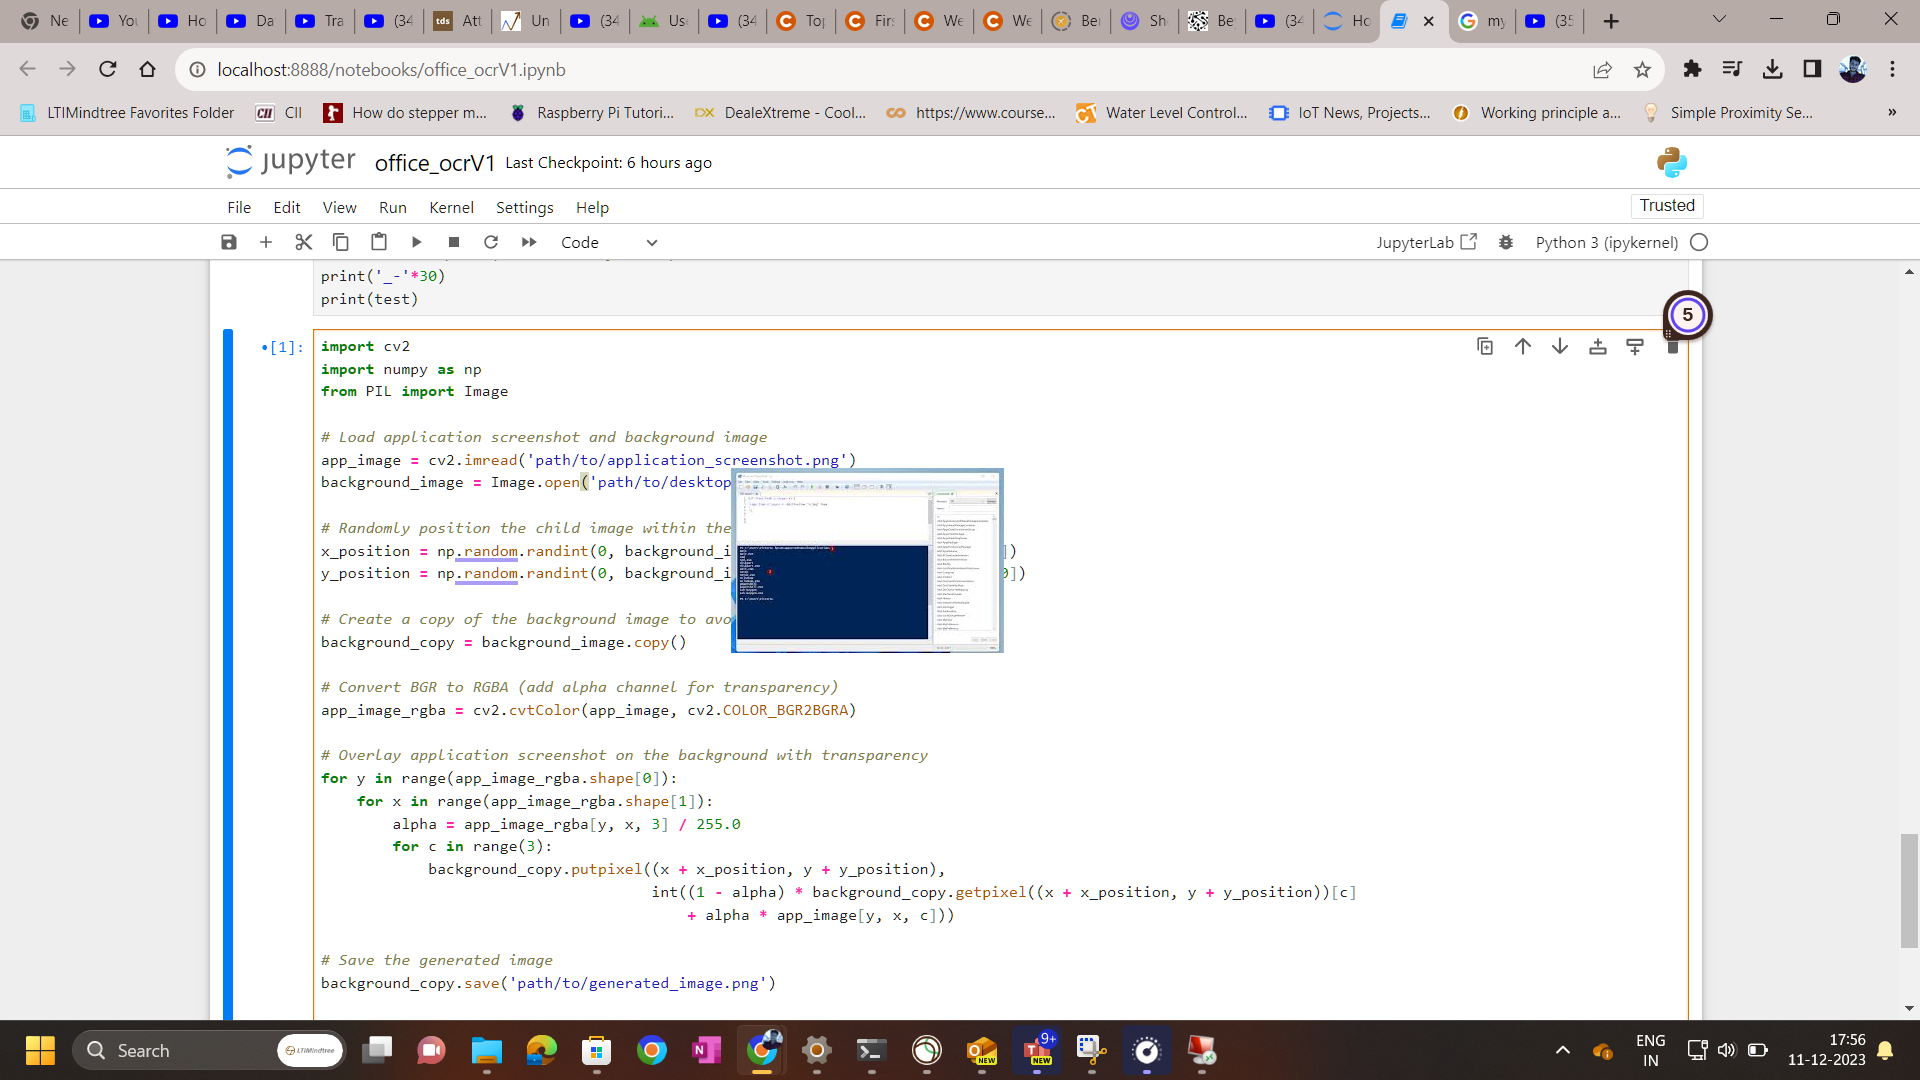 Ne
You
Ho
Da
Tra
(34
tds
Att
Un
(34
Use
(34
Top
Firs
We
We
Ber
She
Be
(34
Ho
my
(35
localhost:8888/notebooks/office_ocrV1.ipynb
LTIMindtree Favorites Folder
CII
CII
How do stepper m...
Raspberry Pi Tutori...
DX
DealeXtreme - Cool...
https://www.course...
Water Level Control...
IoT News, Projects...
Working principle a...
Simple Proximity Se...
»
jupyter
office_ocrV1 Last Checkpoint: 6 hours ago
File Edit View Run Kernel Settings Help
Trusted
Code
JupyterLab
Python 3 (ipykernel)
print('_-'*30)
print(test)
5
•[1]:
import cv2
import numpy as np
from PIL import Image
# Load application screenshot and background image
app_image = cv2.imread('path/to/application_screenshot.png')
background_image = Image.open('path/to/desktop
# Randomly position the child image within the
x_position = np.random.randint(0, background_i
])
y_position = np.random.randint(0, background_i
0])
# Create a copy of the background image to avo
background_copy = background_image.copy()
# Convert BGR to RGBA (add alpha channel for transparency)
app_image_rgba = cv2.cvtColor(app_image, cv2.COLOR_BGR2BGRA)
# Overlay application screenshot on the background with transparency
for y in range(app_image_rgba.shape[0]):
for x in range(app_image_rgba.shape[1]):
alpha = app_image_rgba[y, x, 3] / 255.0
for c in range(3):
background_copy.putpixel((x + x_position, y + y_position),
int((1 - alpha) * background_copy.getpixel((x + x_position, y + y_position))[c]
+ alpha * app_image[y, x, c]))
# Save the generated image
background_copy.save('path/to/generated_image.png')
Search
LTIMindtree
NEW
9+
NEW
ENG
IN
17:56
11-12-2023